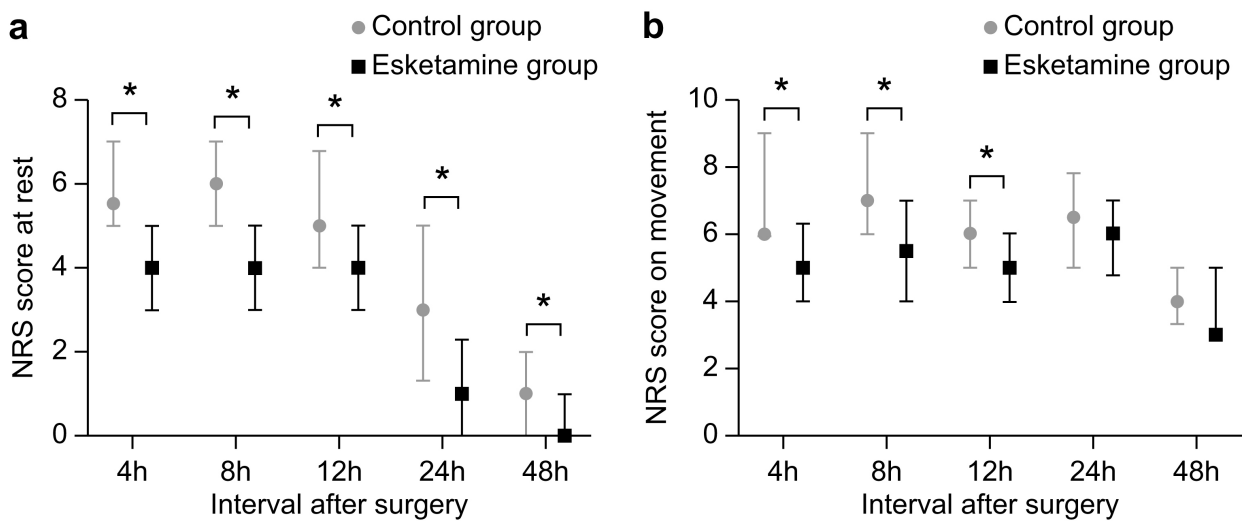 a
Control group
Esketamine group
NRS score at rest
8
6
4
2
0
*
*
*
*
*
4h 8h 12h 24h 48h
Interval after surgery
b
Control group
Esketamine group
NRS score on movement
10
8
6
4
2
0
*
*
*
4h 8h 12h 24h 48h
Interval after surgery